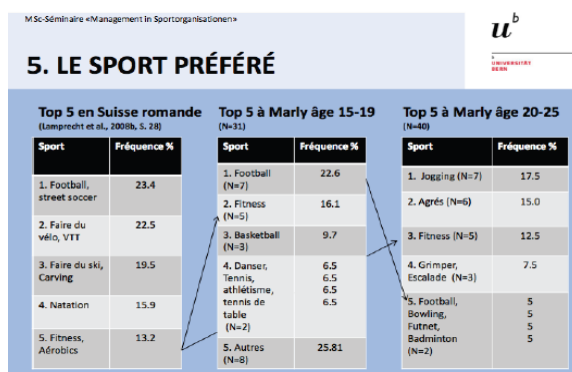 MSc-Séminaire «Management in Sportorganisationen»
u^b
b
UNIVERSITÄT
BERN
5. LE SPORT PRÉFÉRÉ
Top 5 en Suisse romande
(Lamprecht et al., 2008b, S. 28)
Sport Fréquence %
1. Football, 23.4
street soccer
2. Faire du 22.5
vélo, VTT
3. Faire du ski, 19.5
Carving
4. Natation 15.9
5. Fitness, 13.2
Aérobics
Top 5 à Marly âge 15-19
(N=31)
Sport Fréquence %
1. Football 22.6
(N=7)
2. Fitness 16.1
(N=5)
3. Basketball 9.7
(N=3)
4. Danser, 6.5
Tennis, 6.5
athlétisme, 6.5
tennis de 6.5
table
(N=2)
5. Autres 25.81
(N=8)
Top 5 à Marly âge 20-25
(N=40)
Sport Fréquence %
1. Jogging (N=7) 17.5
2. Agrés (N=6) 15.0
3. Fitness (N=5) 12.5
4. Grimper, 7.5
Escalade (N=3)
5. Football, 5
Bowling, 5
Futnet, 5
Badminton 5
(N=2)